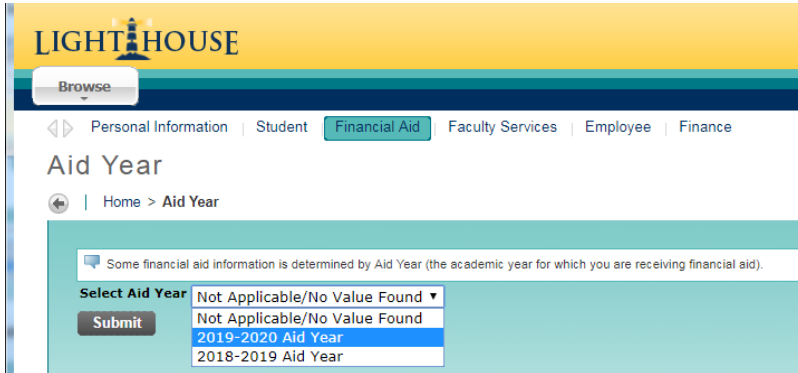 LIGHTHOUSE
Browse
Personal Information Student Financial Aid Faculty Services Employee Finance
Aid Year
Home > Aid Year
Some financial aid information is determined by Aid Year (the academic year for which you are receiving financial aid).
Select Aid Year Not Applicable/No Value Found
Submit Not Applicable/No Value Found
2019-2020 Aid Year
2018-2019 Aid Year